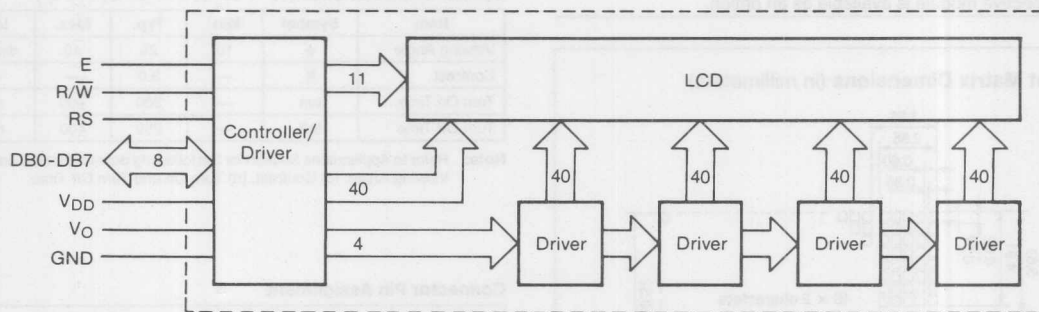 E
R/W̅
RS
DB0-DB7
8
VDD
VO
GND
Controller/
Driver
11
LCD
40
40
40
40
40
4
Driver
Driver
Driver
Driver